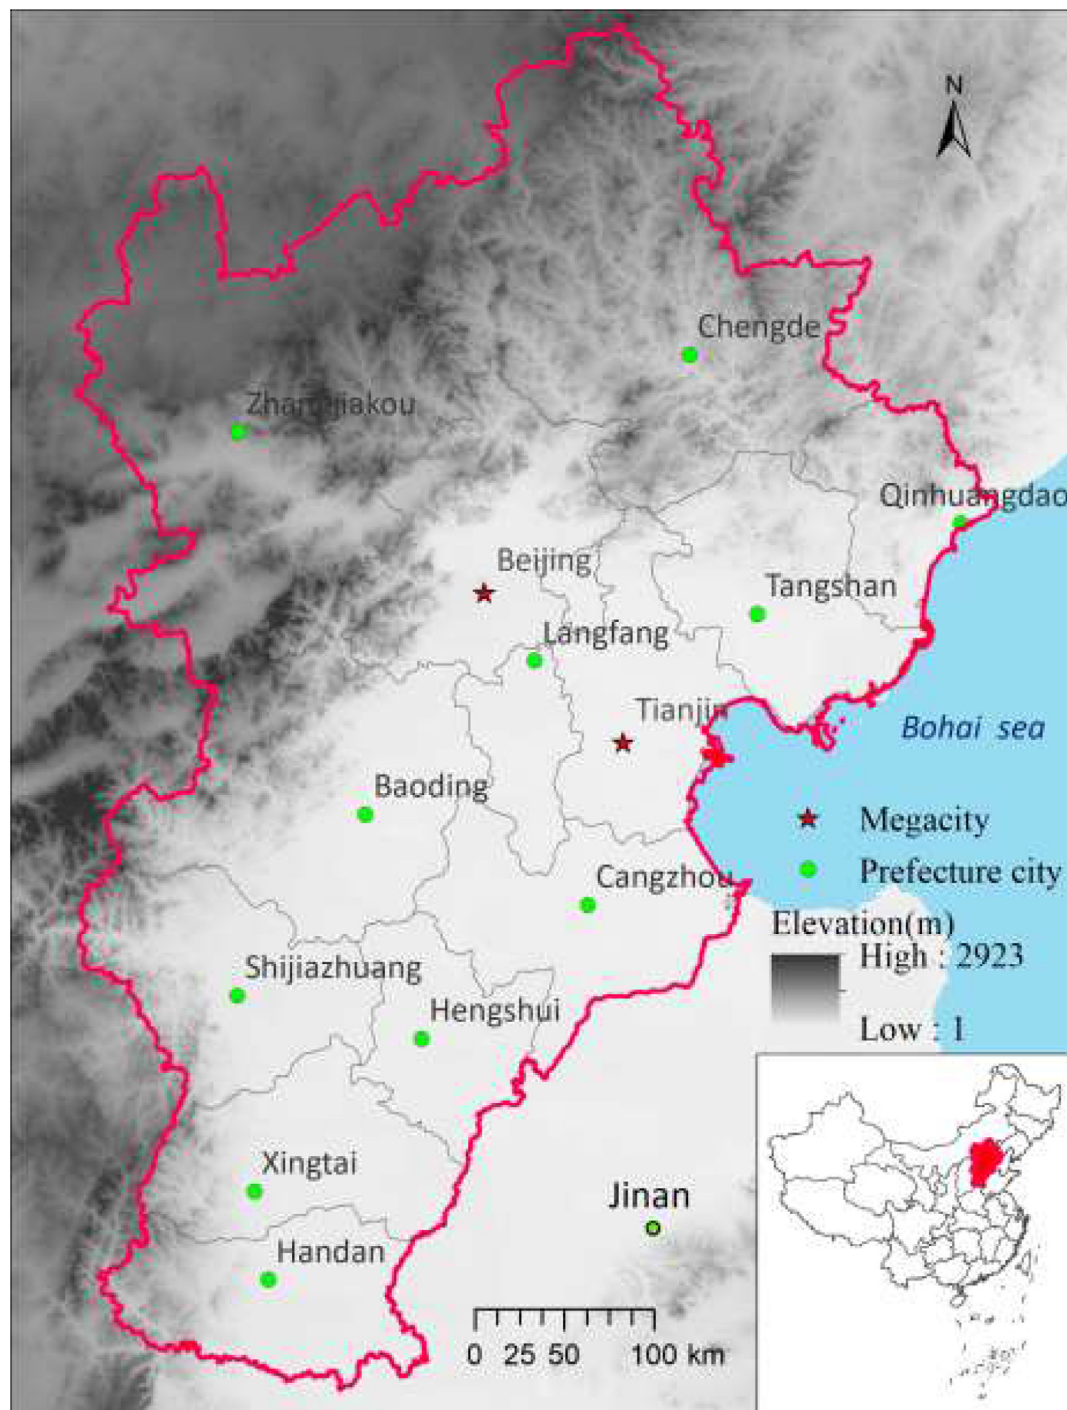 N
Chengde
Zhangjiakou
Qinhuangdao
Beijing
Tangshan
Langfang
Tianjin
Bohai sea
Baoding
Megacity
Prefecture city
Cangzhou
Elevation(m)
High : 2923
Low : 1
Shijiazhuang
Hengshui
Xingtai
Jinan
Handan
0 25 50 100 km